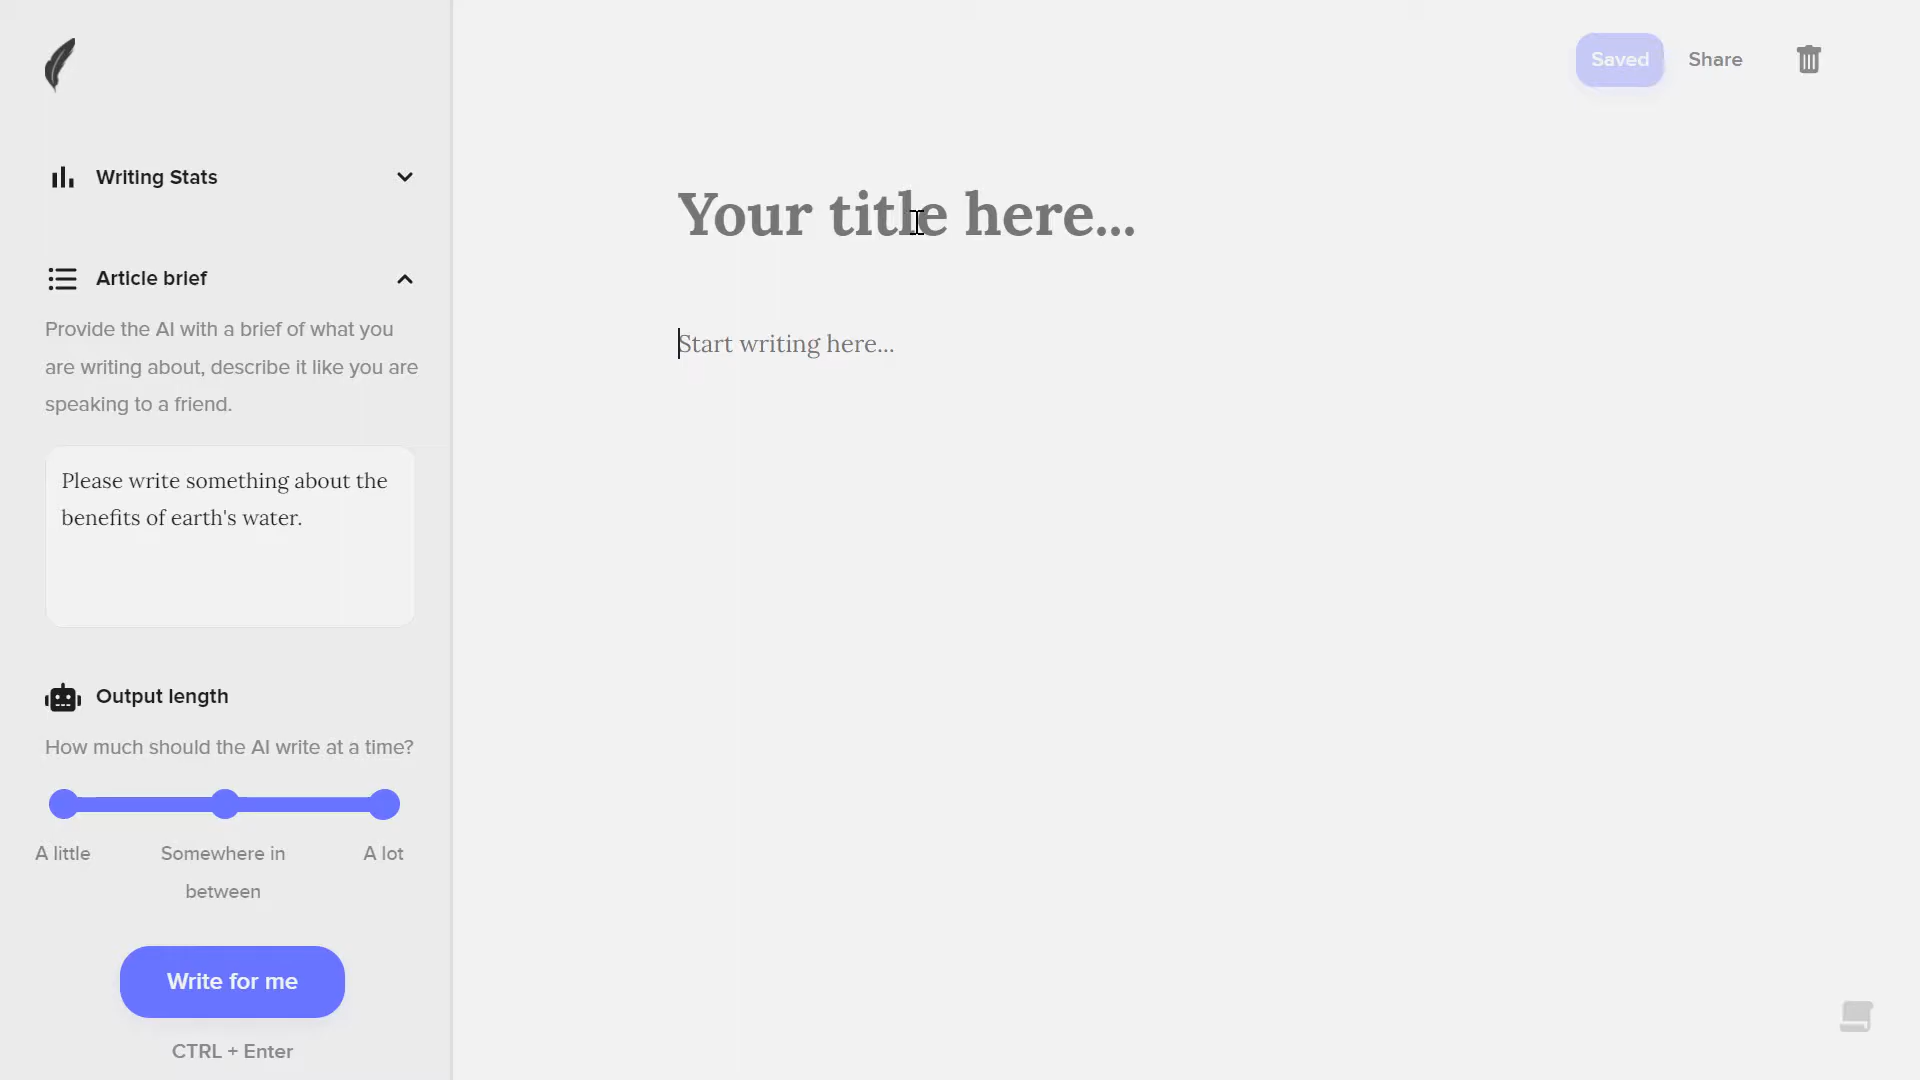 Writing Stats
Article brief
Provide the AI with a brief of what you
are writing about, describe it like you are
speaking to a friend.
Please write something about the
benefits of earth's water.
Output length
How much should the AI write at a time?
A little
Somewhere in
between
A lot
Write for me
CTRL + Enter
Saved
Share
Your title here...
Start writing here...